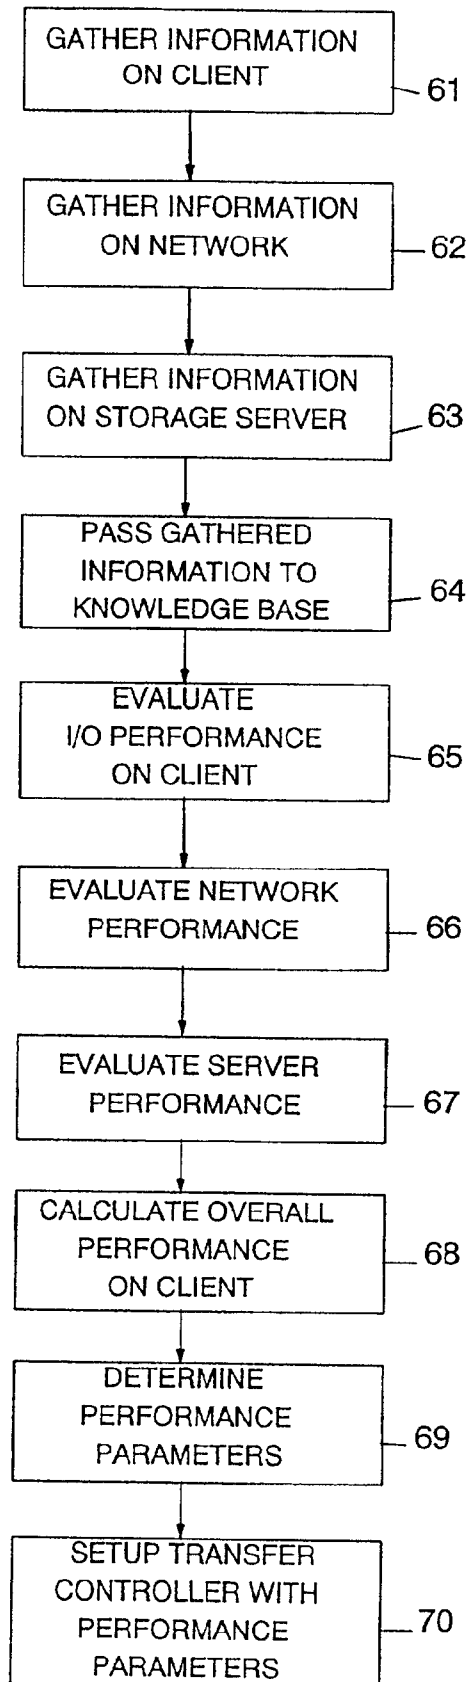 GATHER INFORMATION
ON CLIENT
61
GATHER INFORMATION
ON NETWORK
62
GATHER INFORMATION
ON STORAGE SERVER
63
PASS GATHERED
INFORMATION TO
KNOWLEDGE BASE
64
EVALUATE
I/O PERFORMANCE
ON CLIENT
65
EVALUATE NETWORK
PERFORMANCE
66
EVALUATE SERVER
PERFORMANCE
67
CALCULATE OVERALL
PERFORMANCE
ON CLIENT
68
DETERMINE
PERFORMANCE
PARAMETERS
69
SETUP TRANSFER
CONTROLLER WITH
PERFORMANCE
PARAMETERS
70